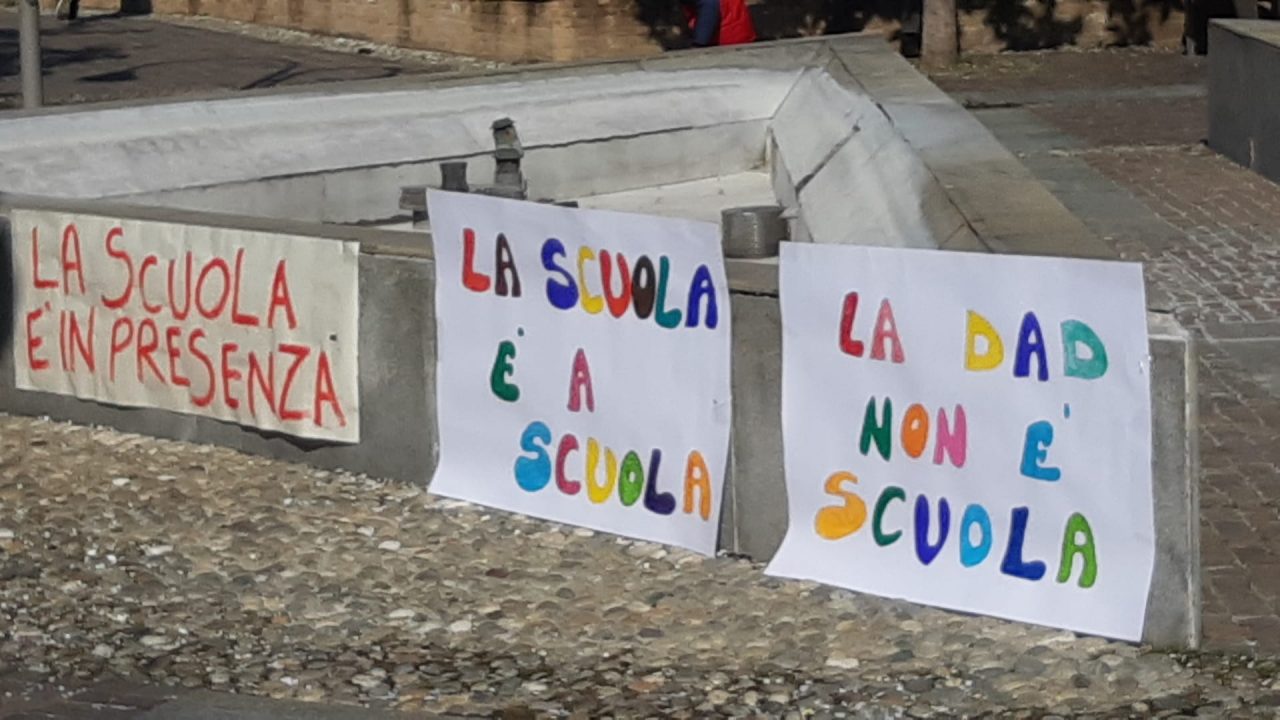 LA SCUOLA
E' IN PRESENZA
LA SCUOLA
E' A
SCUOLA
LA DAD
NON E'
SCUOLA